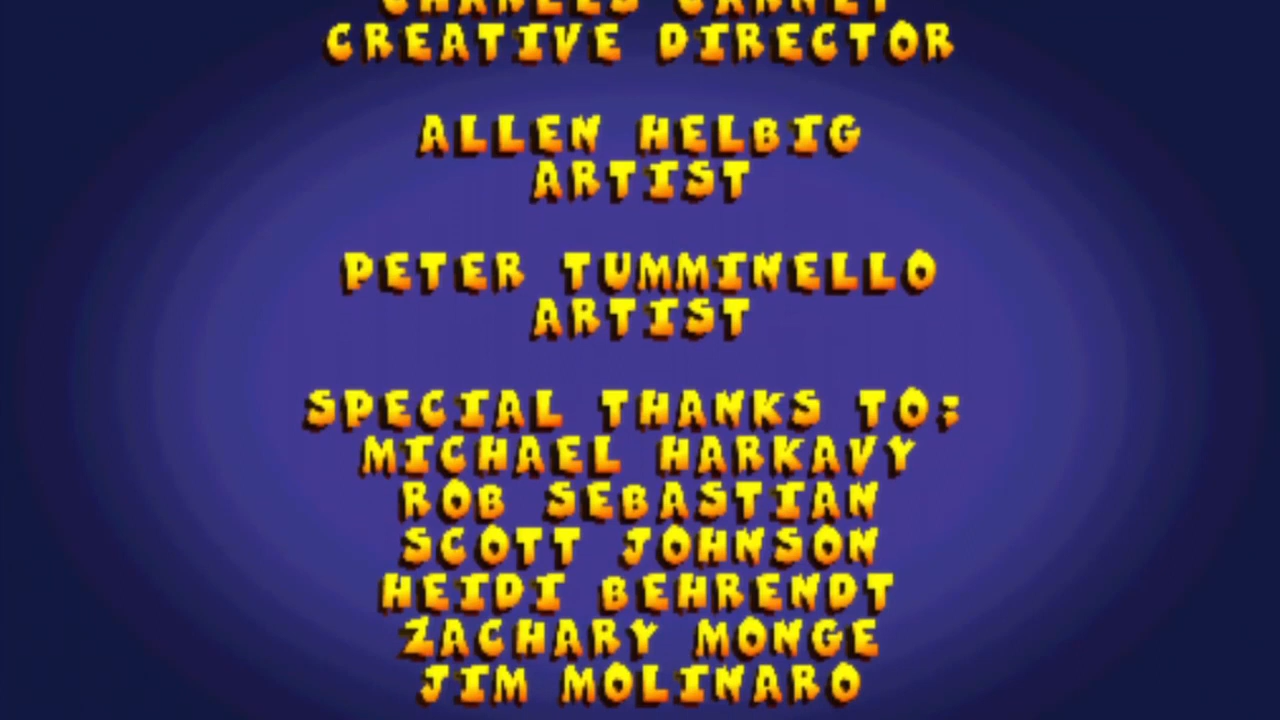 CREATIVE DIRECTOR
ALLEN HELBIG
ARTIST
PETER TUMMINELLO
ARTIST
SPECIAL THANKS TO:
MICHAEL HARKAVY
ROB SEBASTIAN
SCOTT JOHNSON
HEIDI BEHRENDT
ZACHARY MONGE
JIM MOLINARO